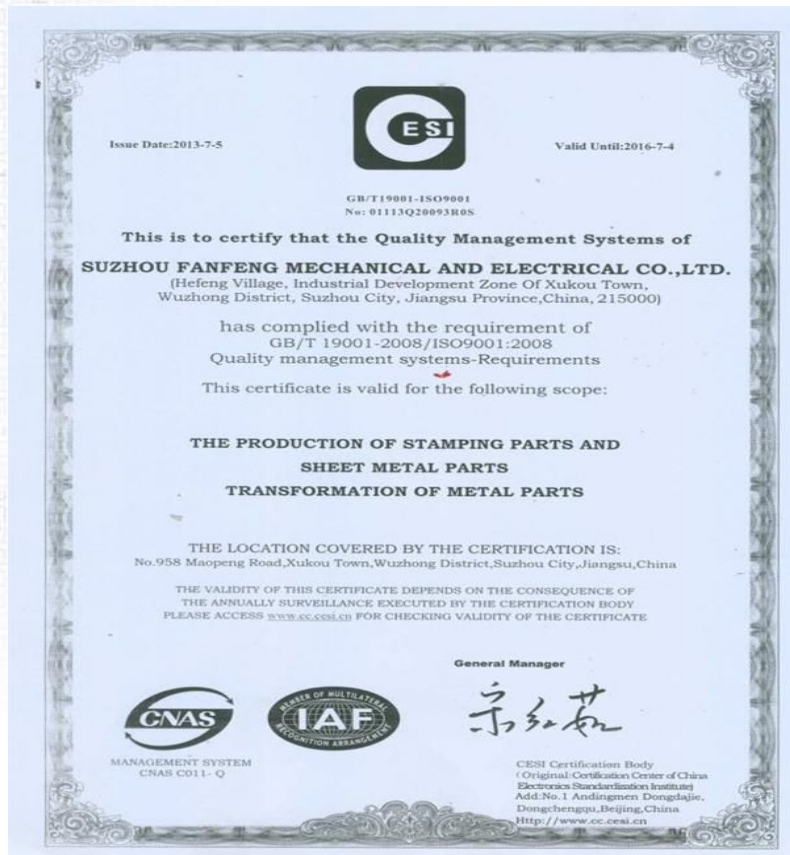 CESI
Issue Date:2013-7-5
Valid Until:2016-7-4
GB/T19001-ISO9001
No: 01113Q20093R0S
This is to certify that the Quality Management Systems of
SUZHOU FANFENG MECHANICAL AND ELECTRICAL CO.,LTD.
(Hefeng Village, Industrial Development Zone Of Xukou Town,
Wuzhong District, Suzhou City, Jiangsu Province,China, 215000)
has complied with the requirement of
GB/T 19001-2008/ISO9001:2008
Quality management systems-Requirements
This certificate is valid for the following scope:
THE PRODUCTION OF STAMPING PARTS AND
SHEET METAL PARTS
TRANSFORMATION OF METAL PARTS
THE LOCATION COVERED BY THE CERTIFICATION IS:
No.958 Maopeng Road,Xukou Town,Wuzhong District,Suzhou City,Jiangsu,China
THE VALIDITY OF THIS CERTIFICATE DEPENDS ON THE CONSEQUENCE OF
THE ANNUALLY SURVEILLANCE EXECUTED BY THE CERTIFICATION BODY
PLEASE ACCESS www.cc.cesi.cn FOR CHECKING VALIDITY OF THE CERTIFICATE
General Manager
CNAS
MANAGEMENT SYSTEM
CNAS C011- Q
MEMBER OF MULTILATERAL
IAF
RECOGNITION ARRANGEMENT
CESI Certification Body
(Original:Certification Center of China
Electronics Standardization Institute)
Add:No.1 Andingmen Dongdajie,
Dongchengqu,Beijing,China
Http://www.cc.cesi.cn